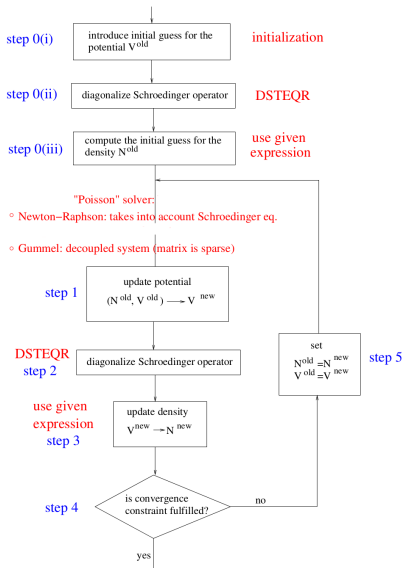 step 0(i)
introduce initial guess for the
potential V^old
initialization
step 0(ii)
diagonalize Schroedinger operator
DSTEQR
step 0(iii)
compute the initial guess for the
density N^old
use given
expression
"Poisson" solver:
Newton−Raphson: takes into account Schroedinger eq.
Gummel: decoupled system (matrix is sparse)
step 1
update potential
(N^old, V^old) → V^new
DSTEQR
step 2
diagonalize Schroedinger operator
set
N^old =N^new
V^old =V^new
step 5
use given
expression
step 3
update density
V^new → N^new
step 4
is convergence
constraint fulfilled?
no
yes